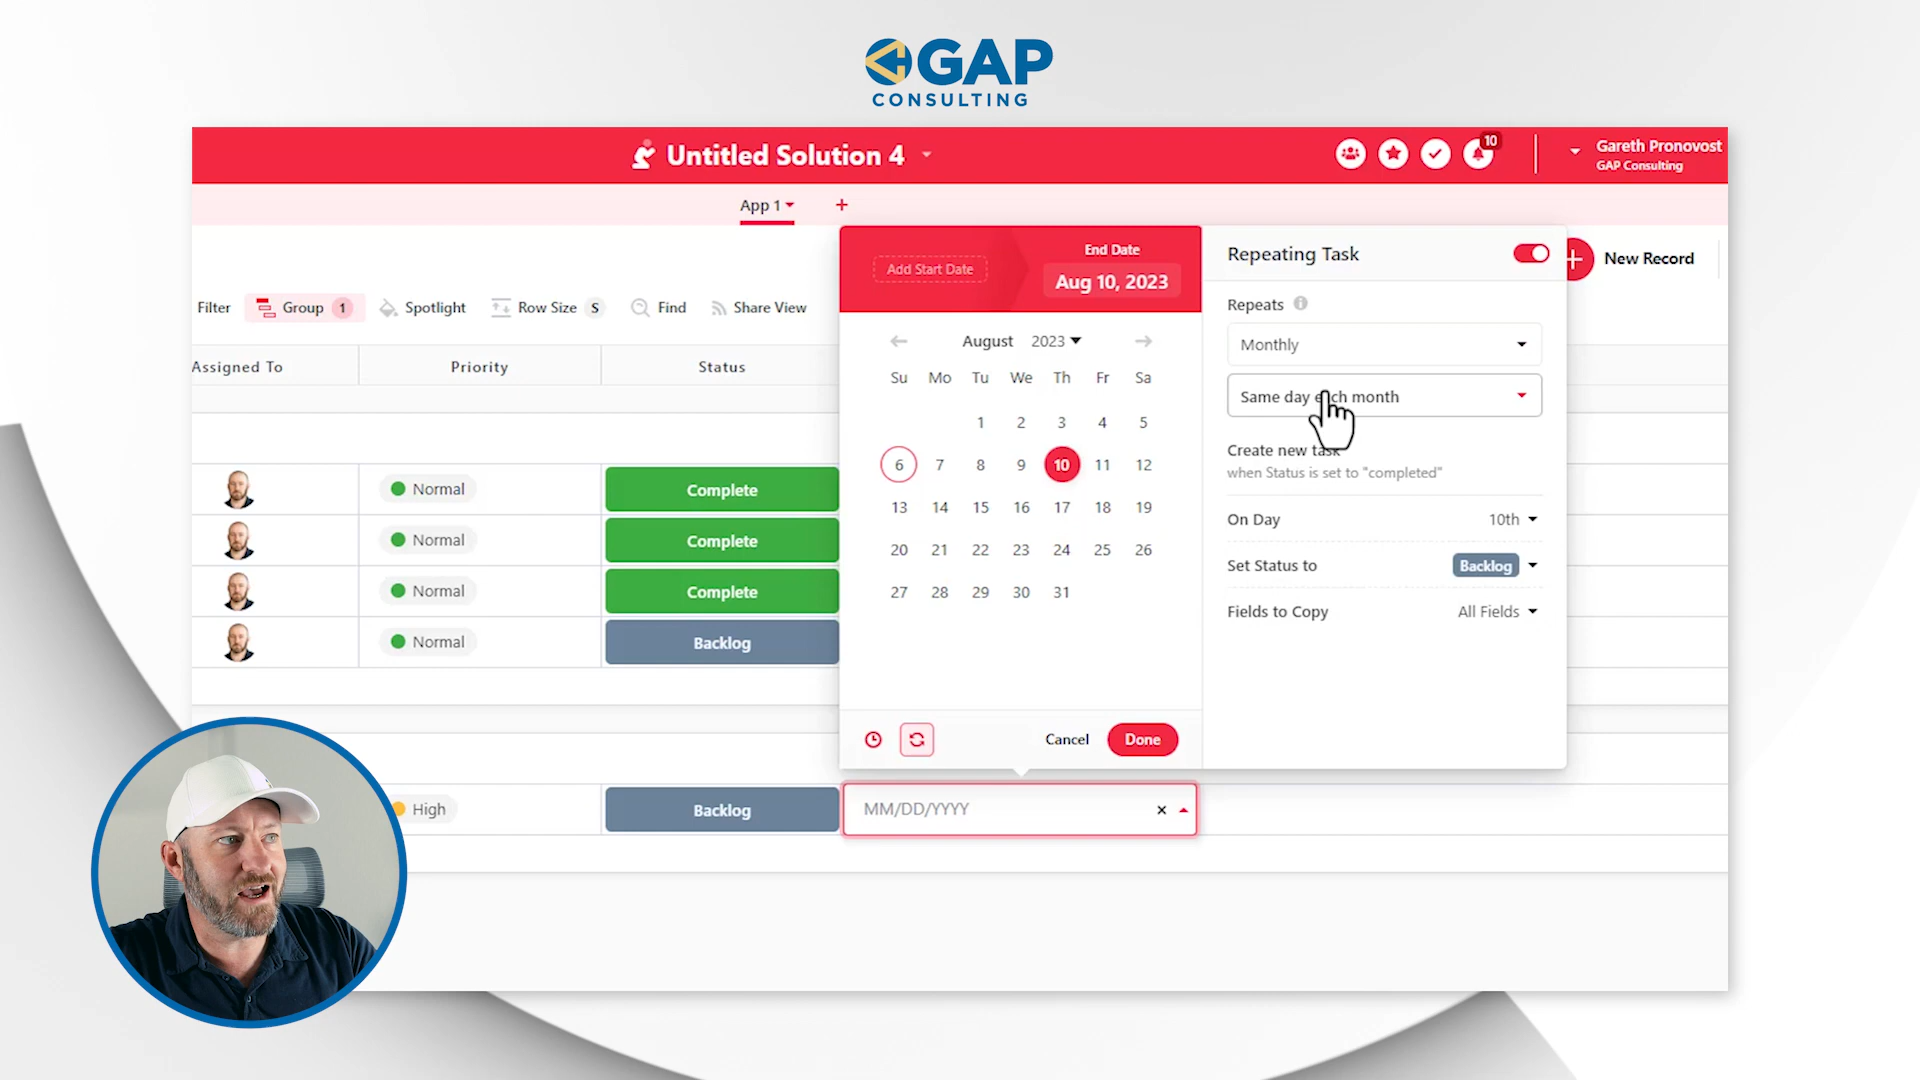 GAP
CONSULTING
Untitled Solution 4
10
Gareth Pronovost
GAP Consulting
App 1
+
Add Start Date
End Date
Aug 10, 2023
Repeating Task
New Record
Filter
Group 1
Spotlight
Row Size S
Find
Share View
Repeats
Monthly
Same day each month
Create new task
when Status is set to "completed"
On Day 10th
Set Status to Backlog
Fields to Copy All Fields
August 2023
Su Mo Tu We Th Fr Sa
1 2 3 4 5
6 7 8 9 10 11 12
13 14 15 16 17 18 19
20 21 22 23 24 25 26
27 28 29 30 31
Cancel Done
Assigned To Priority Status
Normal Complete
Normal Complete
Normal Complete
Normal Backlog
High Backlog MM/DD/YYYY